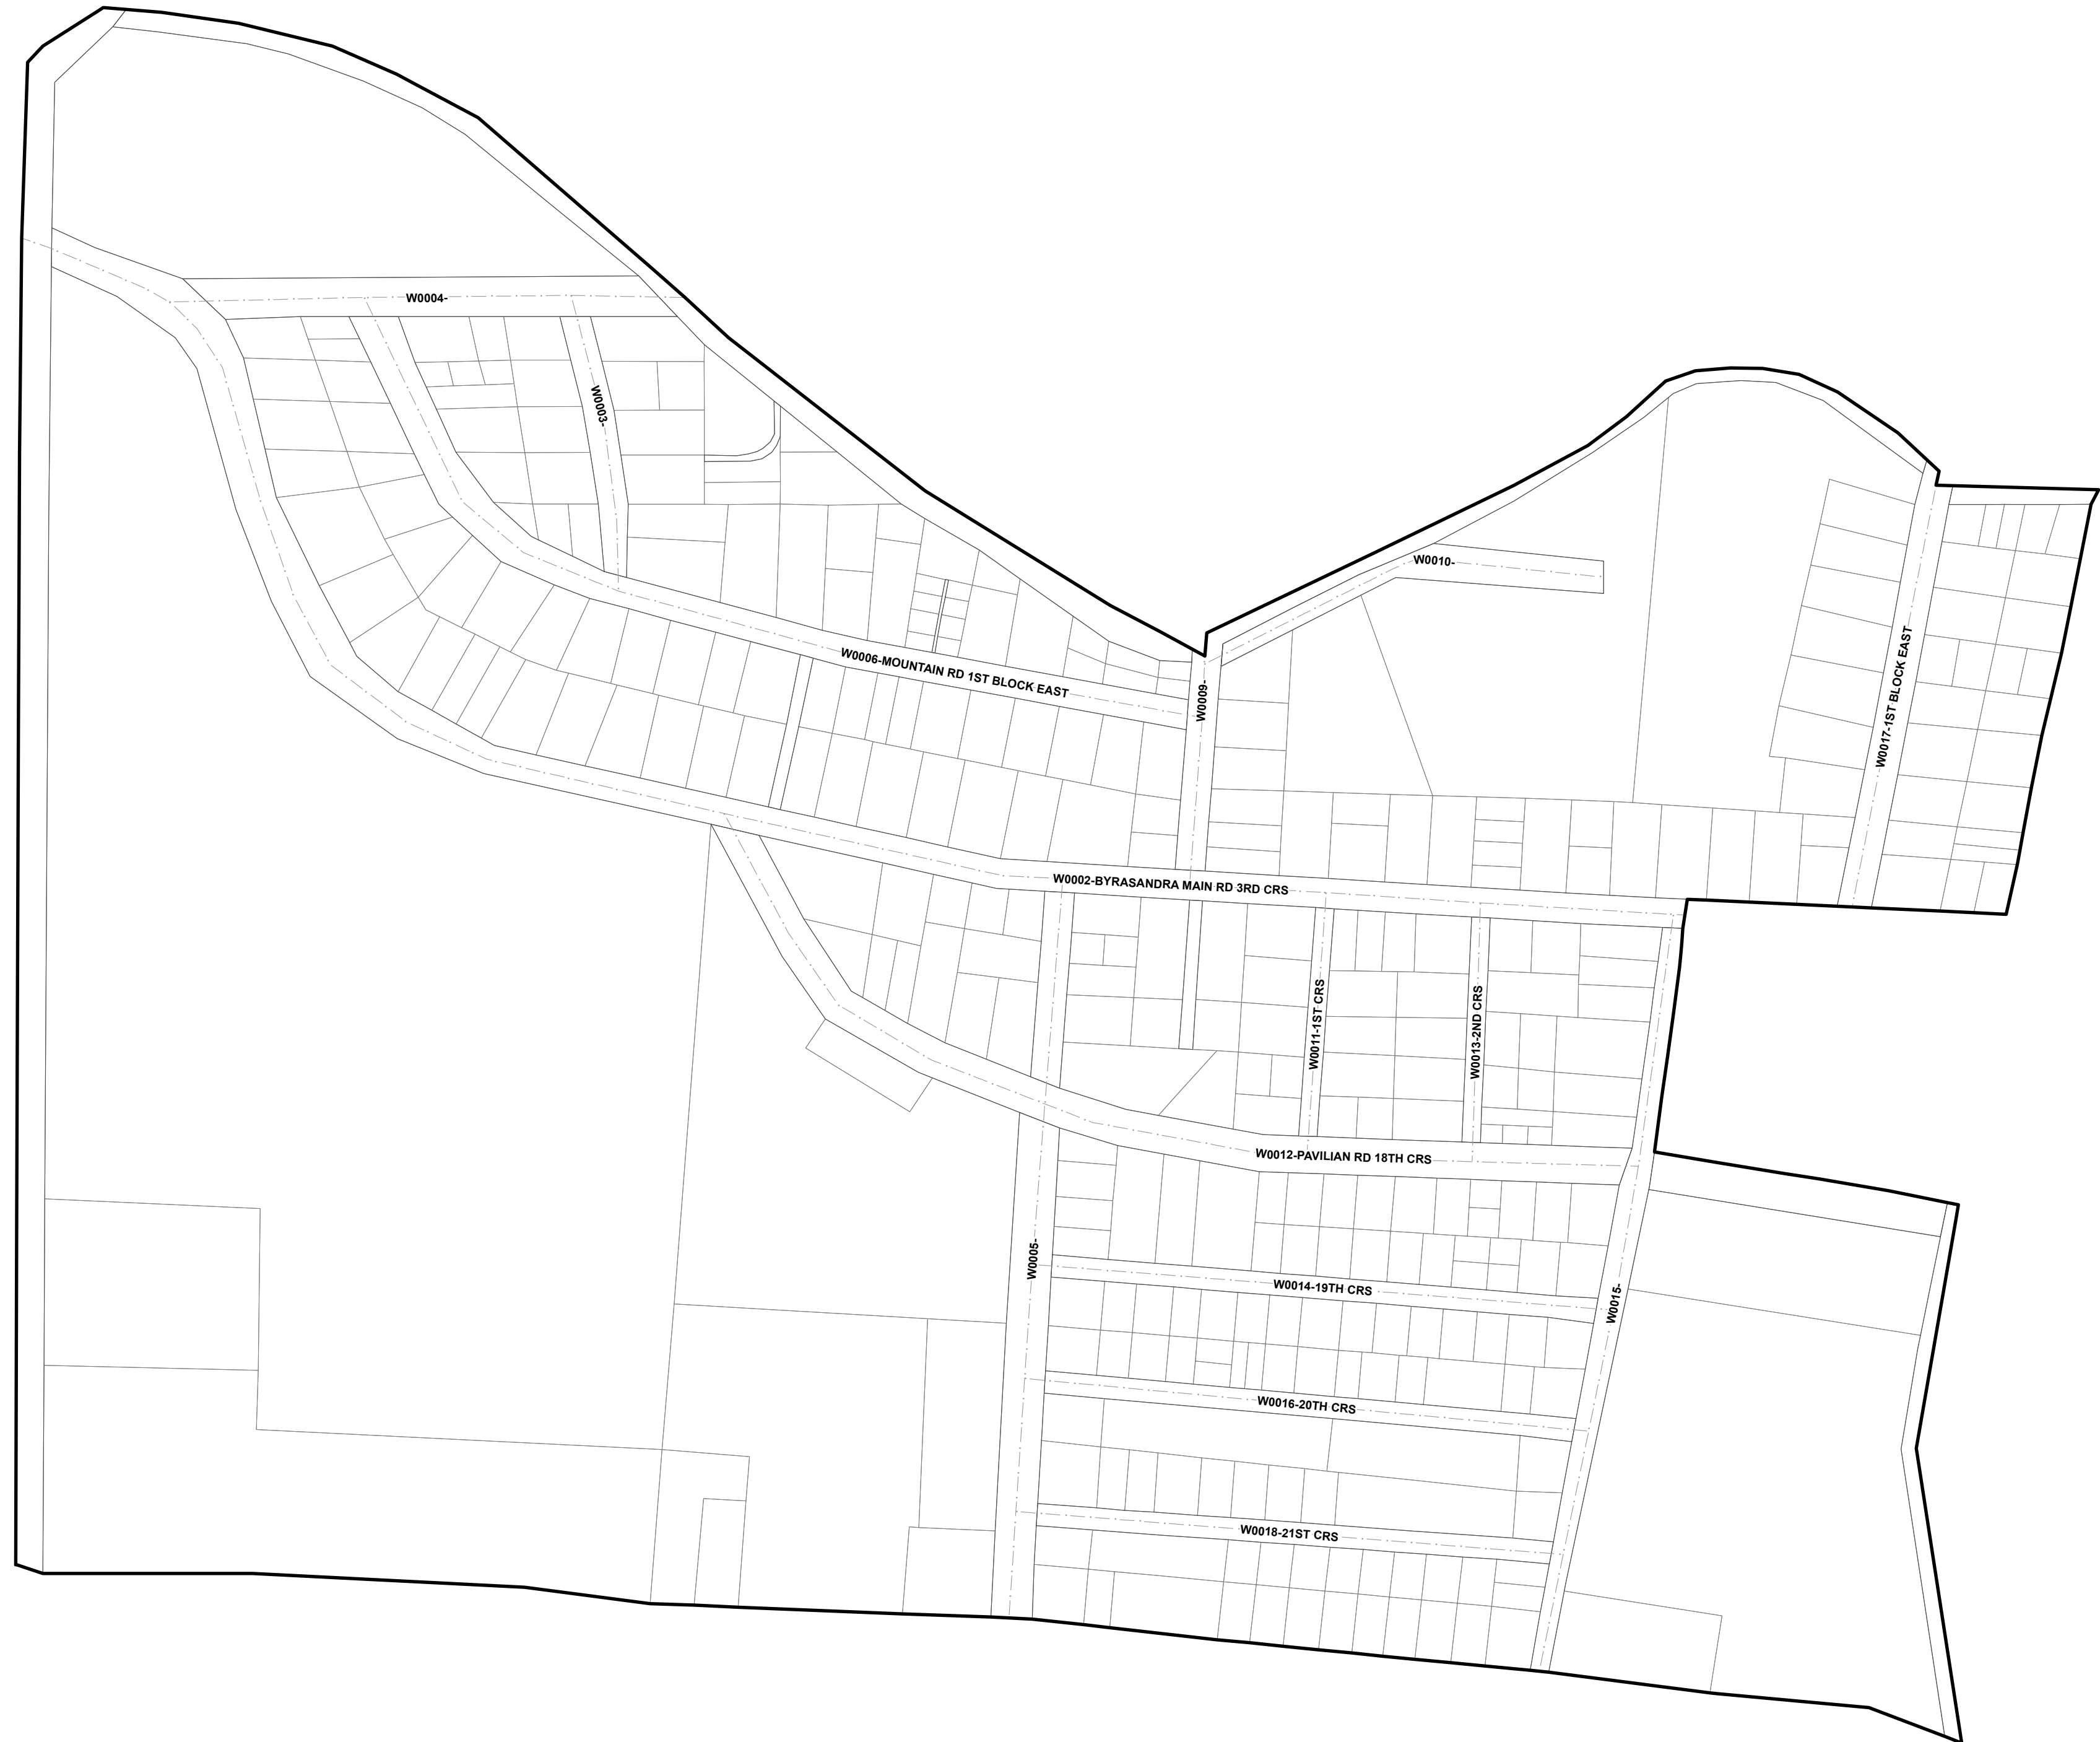 W0004-
W0003-
W0010-
W0006-MOUNTAIN RD 1ST BLOCK EAST
W0009-
W0017-1ST BLOCK EAST
W0002-BYRASANDRA MAIN RD 3RD CRS
W0011-1ST CRS
W0013-2ND CRS
W0012-PAVILIAN RD 18TH CRS
W0005-
W0014-19TH CRS
W0015-
W0016-20TH CRS
W0018-21ST CRS